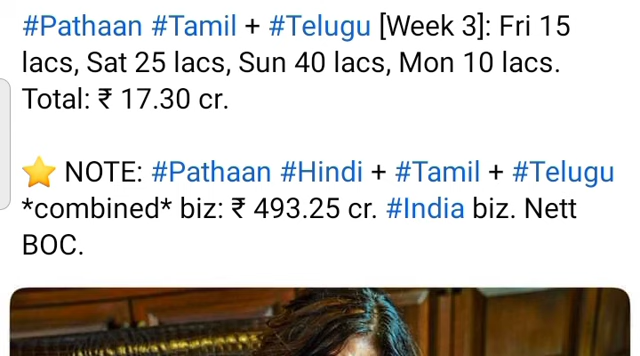 #Pathaan #Tamil + #Telugu [Week 3]: Fri 15
lacs, Sat 25 lacs, Sun 40 lacs, Mon 10 lacs.
Total: ₹ 17.30 cr.
⭐ NOTE: #Pathaan #Hindi + #Tamil + #Telugu
*combined* biz: ₹ 493.25 cr. #India biz. Nett
BOC.